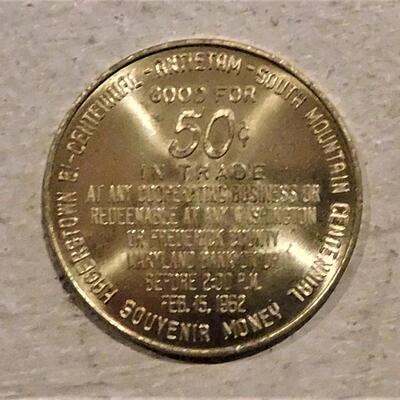 HAGERSTOWN BI-CENTENNIAL - ANTIETAM - SOUTH MOUNTAIN CENTENNIAL
GOOD FOR
50¢
IN TRADE
AT ANY COOPERATING BUSINESS OR
REDEEMABLE AT ANY WASHINGTON
OR FREDERICK COUNTY
MARYLAND BANK UP
BEFORE 2:00 P.M.
FEB. 15, 1962
SOUVENIR MONEY